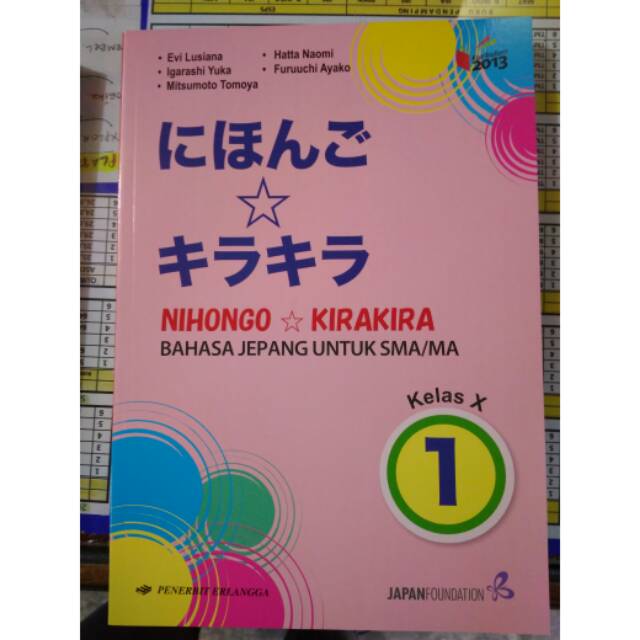 • Evi Lusiana
• Igarashi Yuka
• Mitsumoto Tomoya
• Hatta Naomi
• Furuuchi Ayako
2013
にほんご
☆
キラキラ
NIHONGO ☆ KIRAKIRA
BAHASA JEPANG UNTUK SMA/MA
Kelas X
1
PENERBIT ERLANGGA
JAPANFOUNDATION